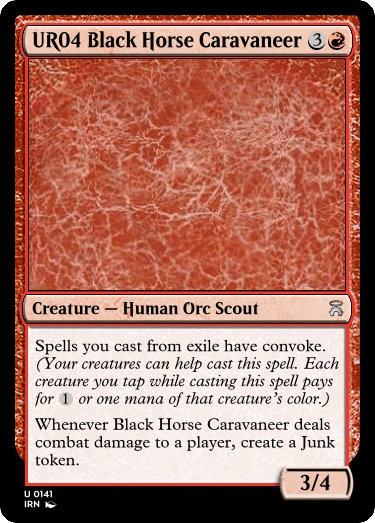 UR04 Black Horse Caravaneer 3
Creature — Human Orc Scout
Spells you cast from exile have convoke.
(Your creatures can help cast this spell. Each
creature you tap while casting this spell pays
for 1 or one mana of that creature's color.)
Whenever Black Horse Caravaneer deals
combat damage to a player, create a Junk
token.
3/4
U 0141
IRN